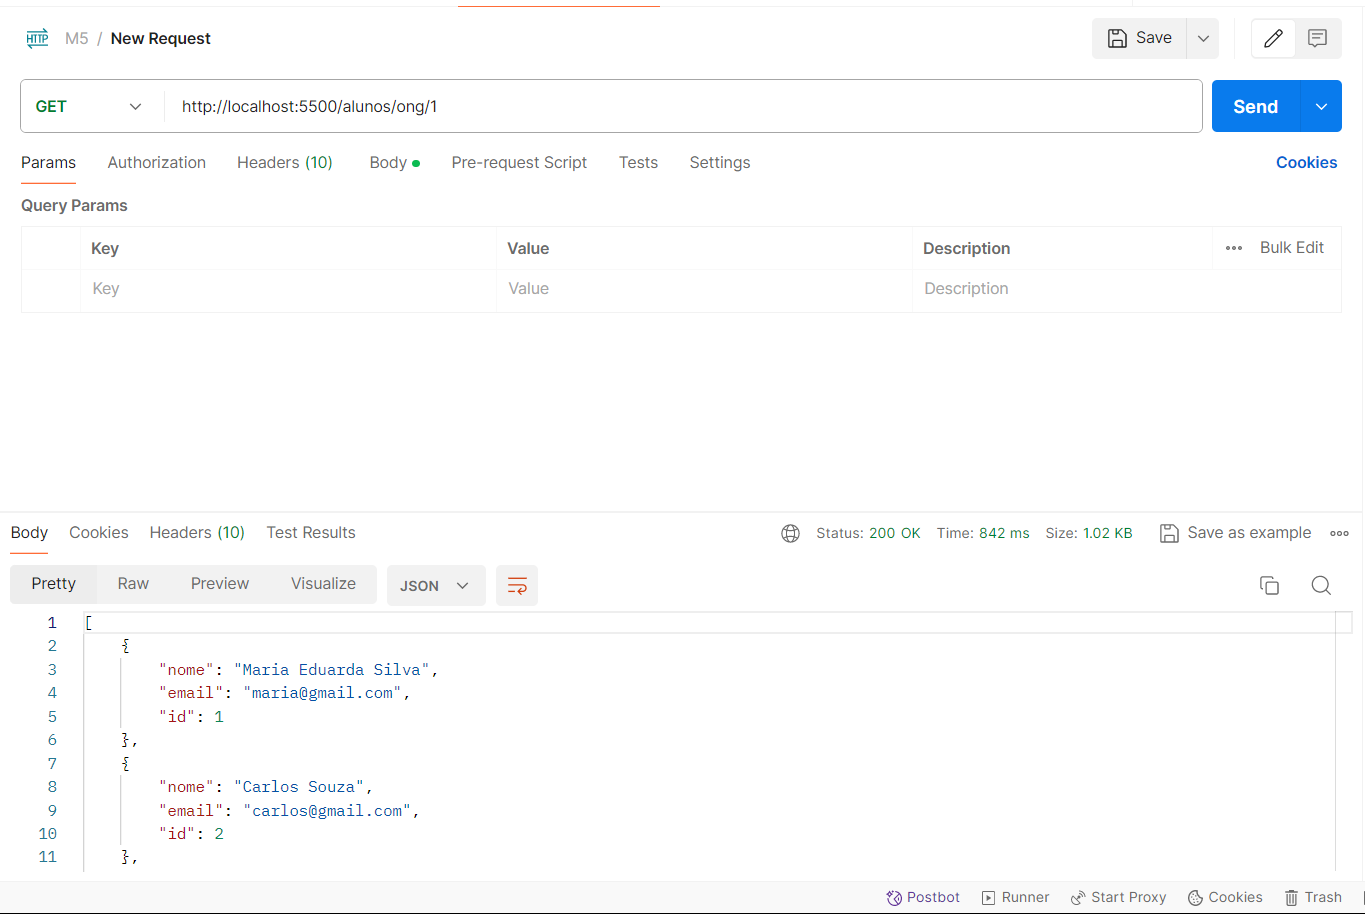 HTTP M5 / New Request Save
GET http://localhost:5500/alunos/ong/1 Send
Params Authorization Headers (10) Body Pre-request Script Tests Settings Cookies
Query Params
Key Value Description Bulk Edit
Key Value Description
Body Cookies Headers (10) Test Results Status: 200 OK Time: 842 ms Size: 1.02 KB Save as example
Pretty Raw Preview Visualize JSON
1 [
2 {
3 "nome": "Maria Eduarda Silva",
4 "email": "maria@gmail.com",
5 "id": 1
6 },
7 {
8 "nome": "Carlos Souza",
9 "email": "carlos@gmail.com",
10 "id": 2
11 },
Postbot Runner Start Proxy Cookies Trash